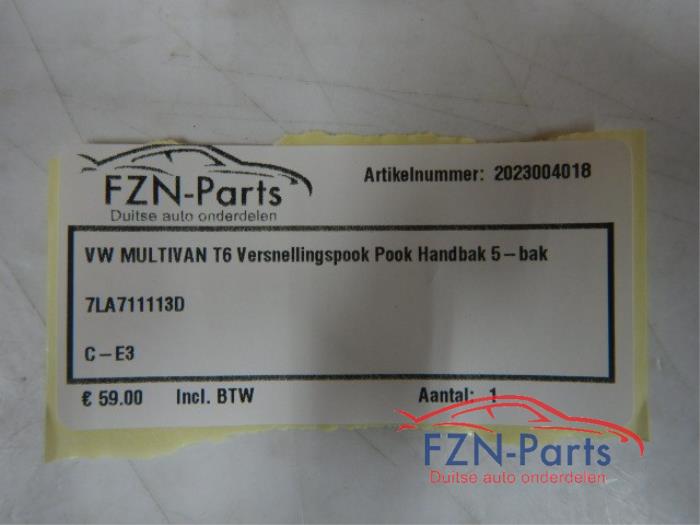 FZN-Parts
Duitse auto onderdelen
Artikelnummer: 2023004018
VW MULTIVAN T6 Versnellingspook Pook Handbak 5-bak
7LA711113D
C-E3
€ 59.00 Incl. BTW Aantal: 1
FZN-Parts
Duitse auto onderdelen